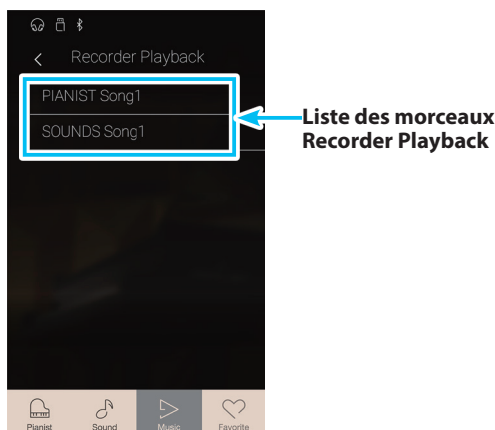 Recorder Playback
PIANIST Song1
SOUNDS Song1
Liste des morceaux
Recorder Playback
Pianist Sound Music Favorite